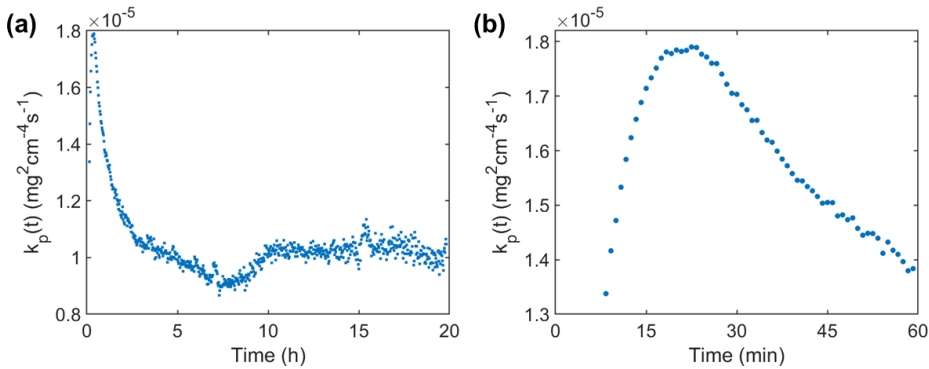 (a)
×10⁻⁵
1.8
1.6
1.4
1.2
1
0.8
kₚ(t) (mg²cm⁻⁴s⁻¹)
0 5 10 15 20
Time (h)
(b)
×10⁻⁵
1.8
1.7
1.6
1.5
1.4
1.3
kₚ(t) (mg²cm⁻⁴s⁻¹)
0 15 30 45 60
Time (min)